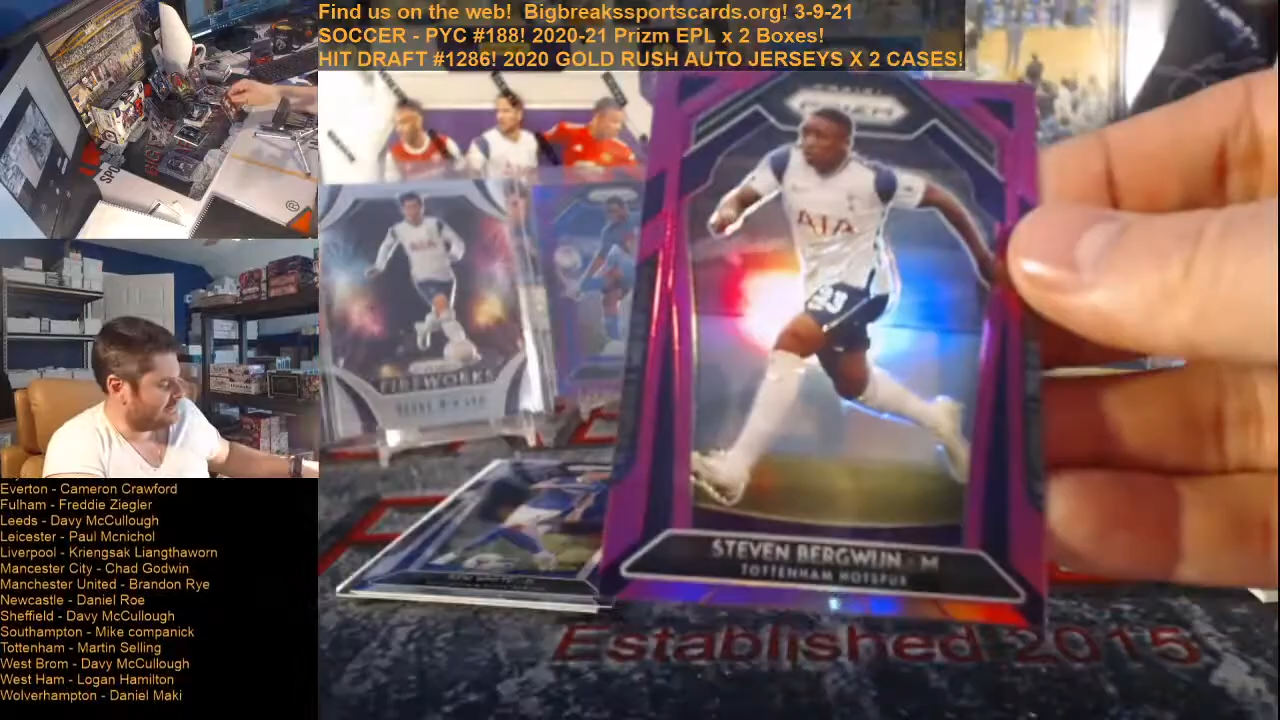 Find us on the web! Bigbreakssportscards.org! 3-9-21
SOCCER - PYC #188! 2020-21 Prizm EPL x 2 Boxes!
HIT DRAFT #1286! 2020 GOLD RUSH AUTO JERSEYS X 2 CASES!
PRIZM
AIA
23
STEVEN BERGWIJN - M
TOTTENHAM HOTSPUR
FIREWORKS
Established 2015
Everton - Cameron Crawford
Fulham - Freddie Ziegler
Leeds - Davy McCullough
Leicester - Paul Mcnichol
Liverpool - Kriengsak Liangthaworn
Mancester City - Chad Godwin
Manchester United - Brandon Rye
Newcastle - Daniel Roe
Sheffield - Davy McCullough
Southampton - Mike companick
Tottenham - Martin Selling
West Brom - Davy McCullough
West Ham - Logan Hamilton
Wolverhampton - Daniel Maki